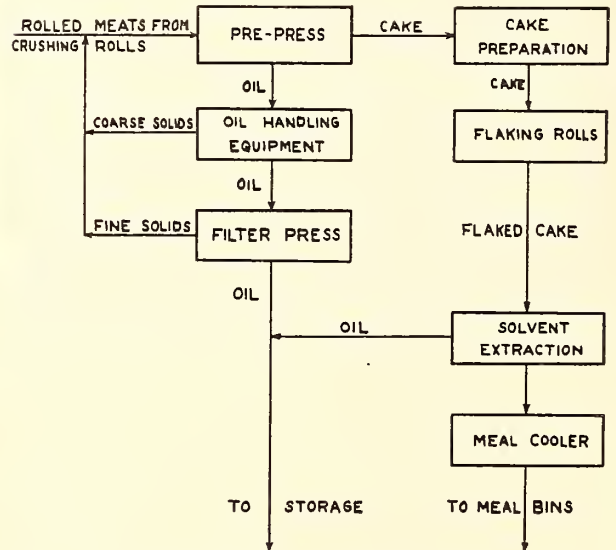 ROLLED MEATS FROM
CRUSHING ROLLS
PRE-PRESS
CAKE
CAKE
PREPARATION
OIL
CAKE
COARSE SOLIDS
OIL HANDLING
EQUIPMENT
FLAKING ROLLS
OIL
FINE SOLIDS
FILTER PRESS
FLAKED CAKE
OIL
OIL
SOLVENT
EXTRACTION
MEAL COOLER
TO STORAGE
TO MEAL BINS